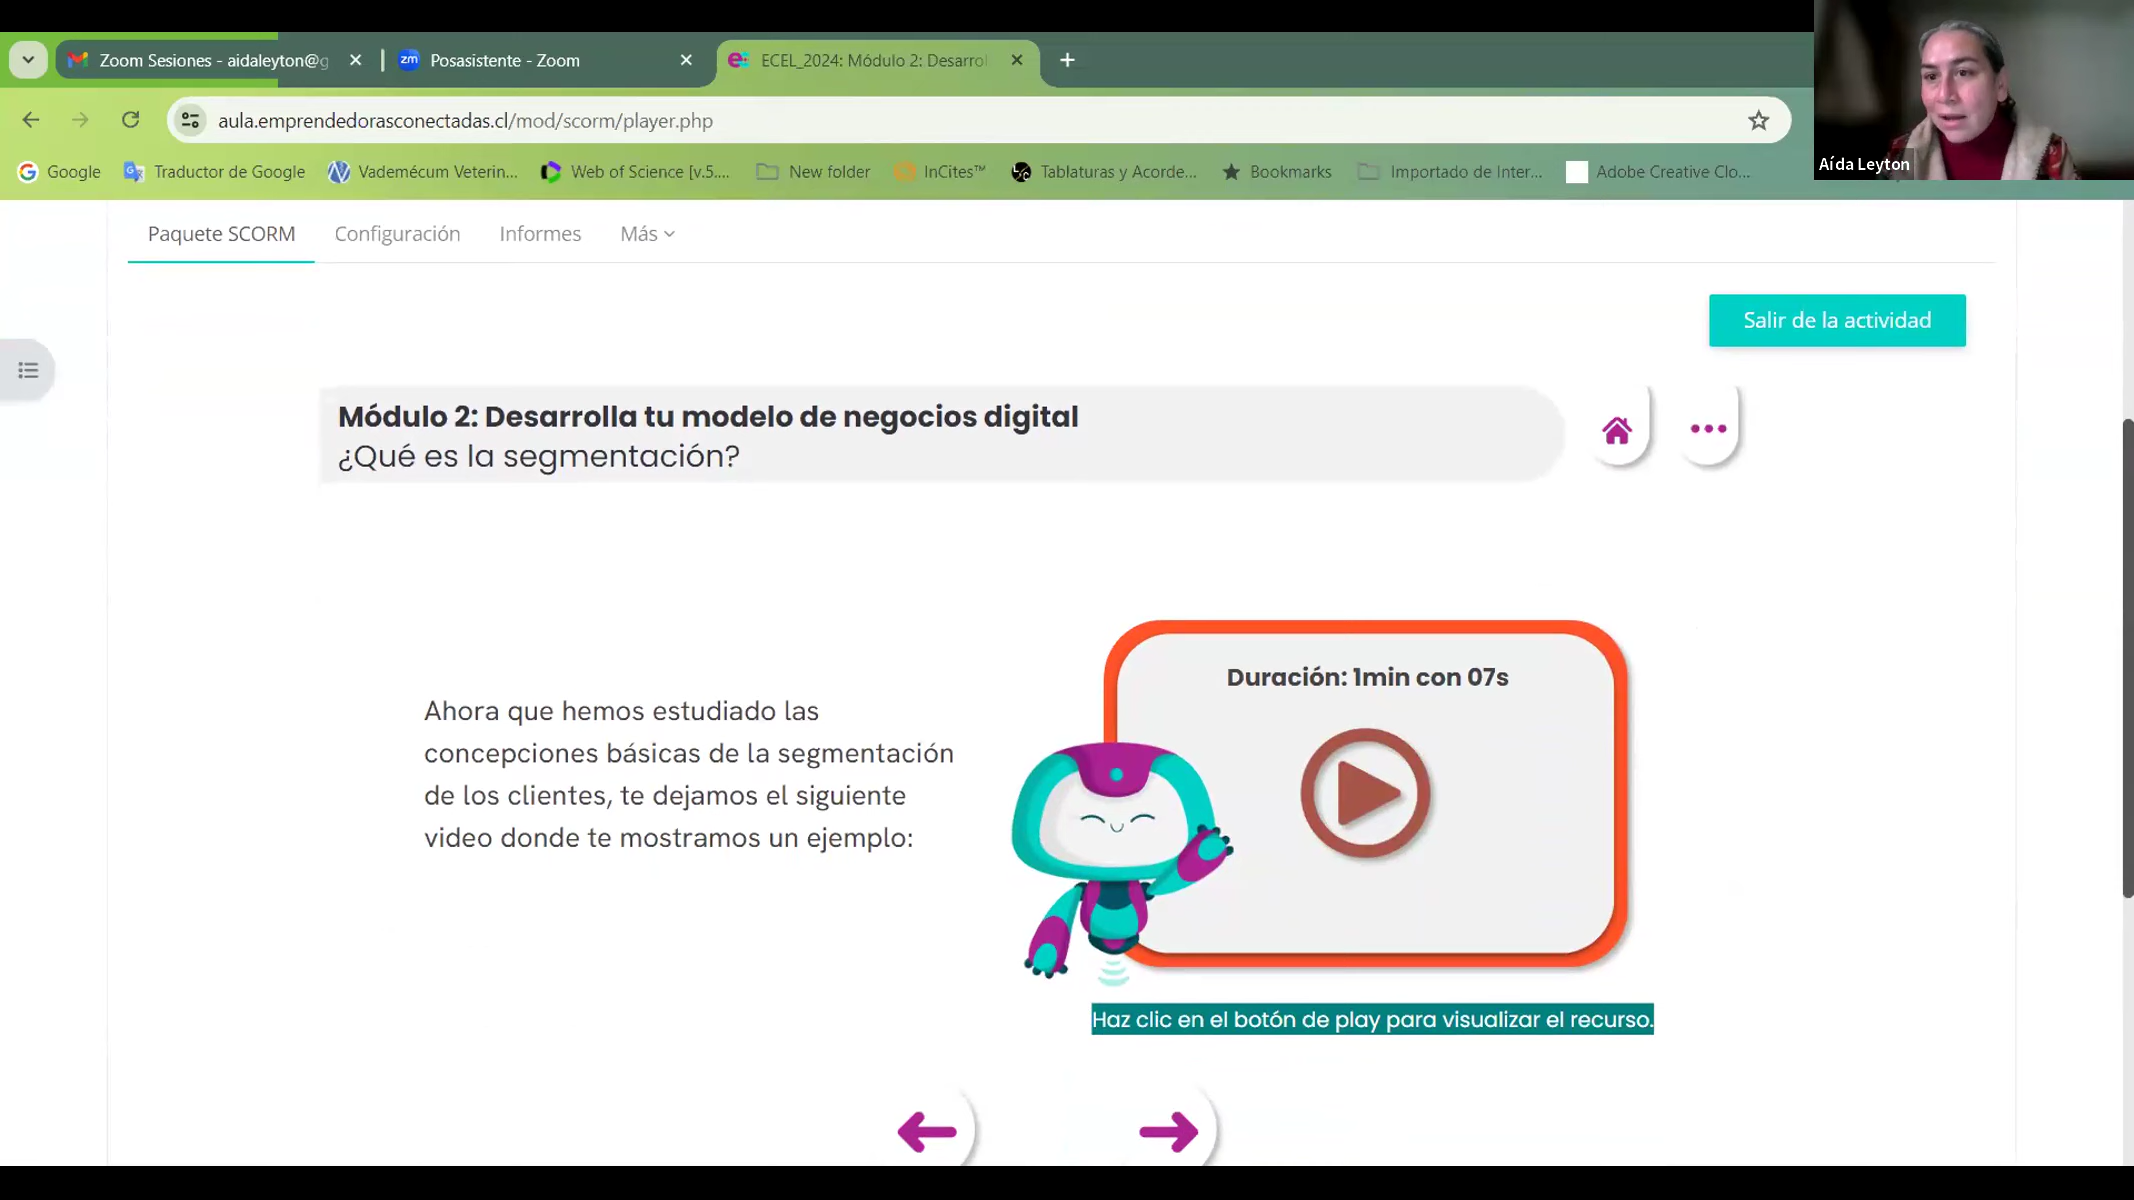 Zoom Sesiones - aidaleyton@g
Posasistente - Zoom
ECEL_2024: Módulo 2: Desarrol
aula.emprendedorasconectadas.cl/mod/scorm/player.php
Google
Traductor de Google
Vademécum Veterin...
Web of Science [v.5....
New folder
InCites™
Tablaturas y Acorde...
Bookmarks
Importado de Inter...
Adobe Creative Clo...
Aída Leyton
Paquete SCORM
Configuración
Informes
Más
Salir de la actividad
Módulo 2: Desarrolla tu modelo de negocios digital
¿Qué es la segmentación?
Duración: 1min con 07s
Ahora que hemos estudiado las
concepciones básicas de la segmentación
de los clientes, te dejamos el siguiente
video donde te mostramos un ejemplo:
Haz clic en el botón de play para visualizar el recurso.